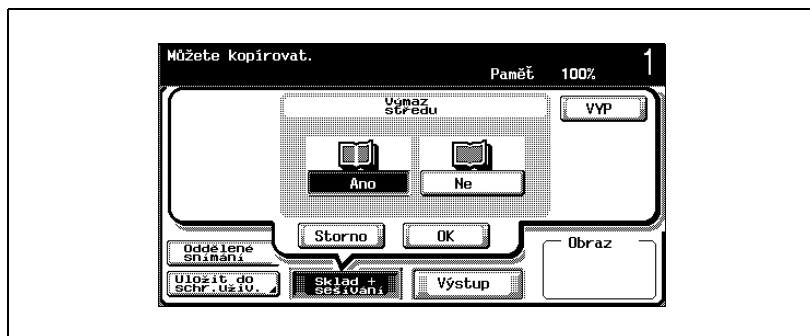 Můžete kopírovat.
Paměť 100% 1
Výmaz
středu
VYP
Ano Ne
Storno OK
Oddělené
snímání
Obraz
Uložit do
schr.uživ.
Sklad +
sešívání
Výstup